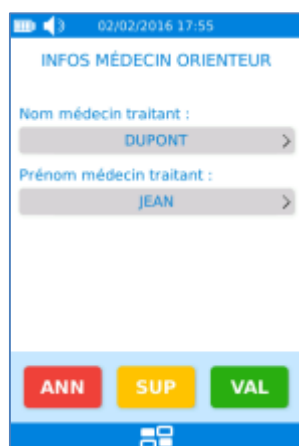 02/02/2016 17:55
INFOS MÉDECIN ORIENTEUR
Nom médecin traitant :
DUPONT
Prénom médecin traitant :
JEAN
ANN SUP VAL